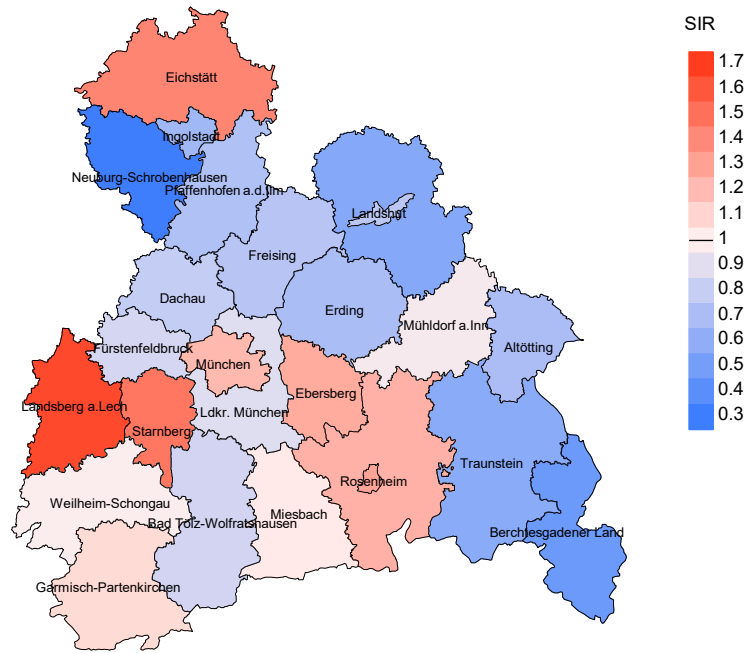 SIR
Eichstätt
Ingolstadt
Neuburg-Schrobenhausen
Pfaffenhofen a.d.Ilm
Landshut
Freising
Dachau
Erding
Mühldorf a.Inn
Fürstenfeldbruck
München
Altötting
Ebersberg
Landsberg a.Lech
Ldkr. München
Starnberg
Traunstein
Rosenheim
Weilheim-Schongau
Miesbach
Bad Tölz-Wolfratshausen
Berchtesgadener Land
Garmisch-Partenkirchen
1.7
1.6
1.5
1.4
1.3
1.2
1.1
1
0.9
0.8
0.7
0.6
0.5
0.4
0.3